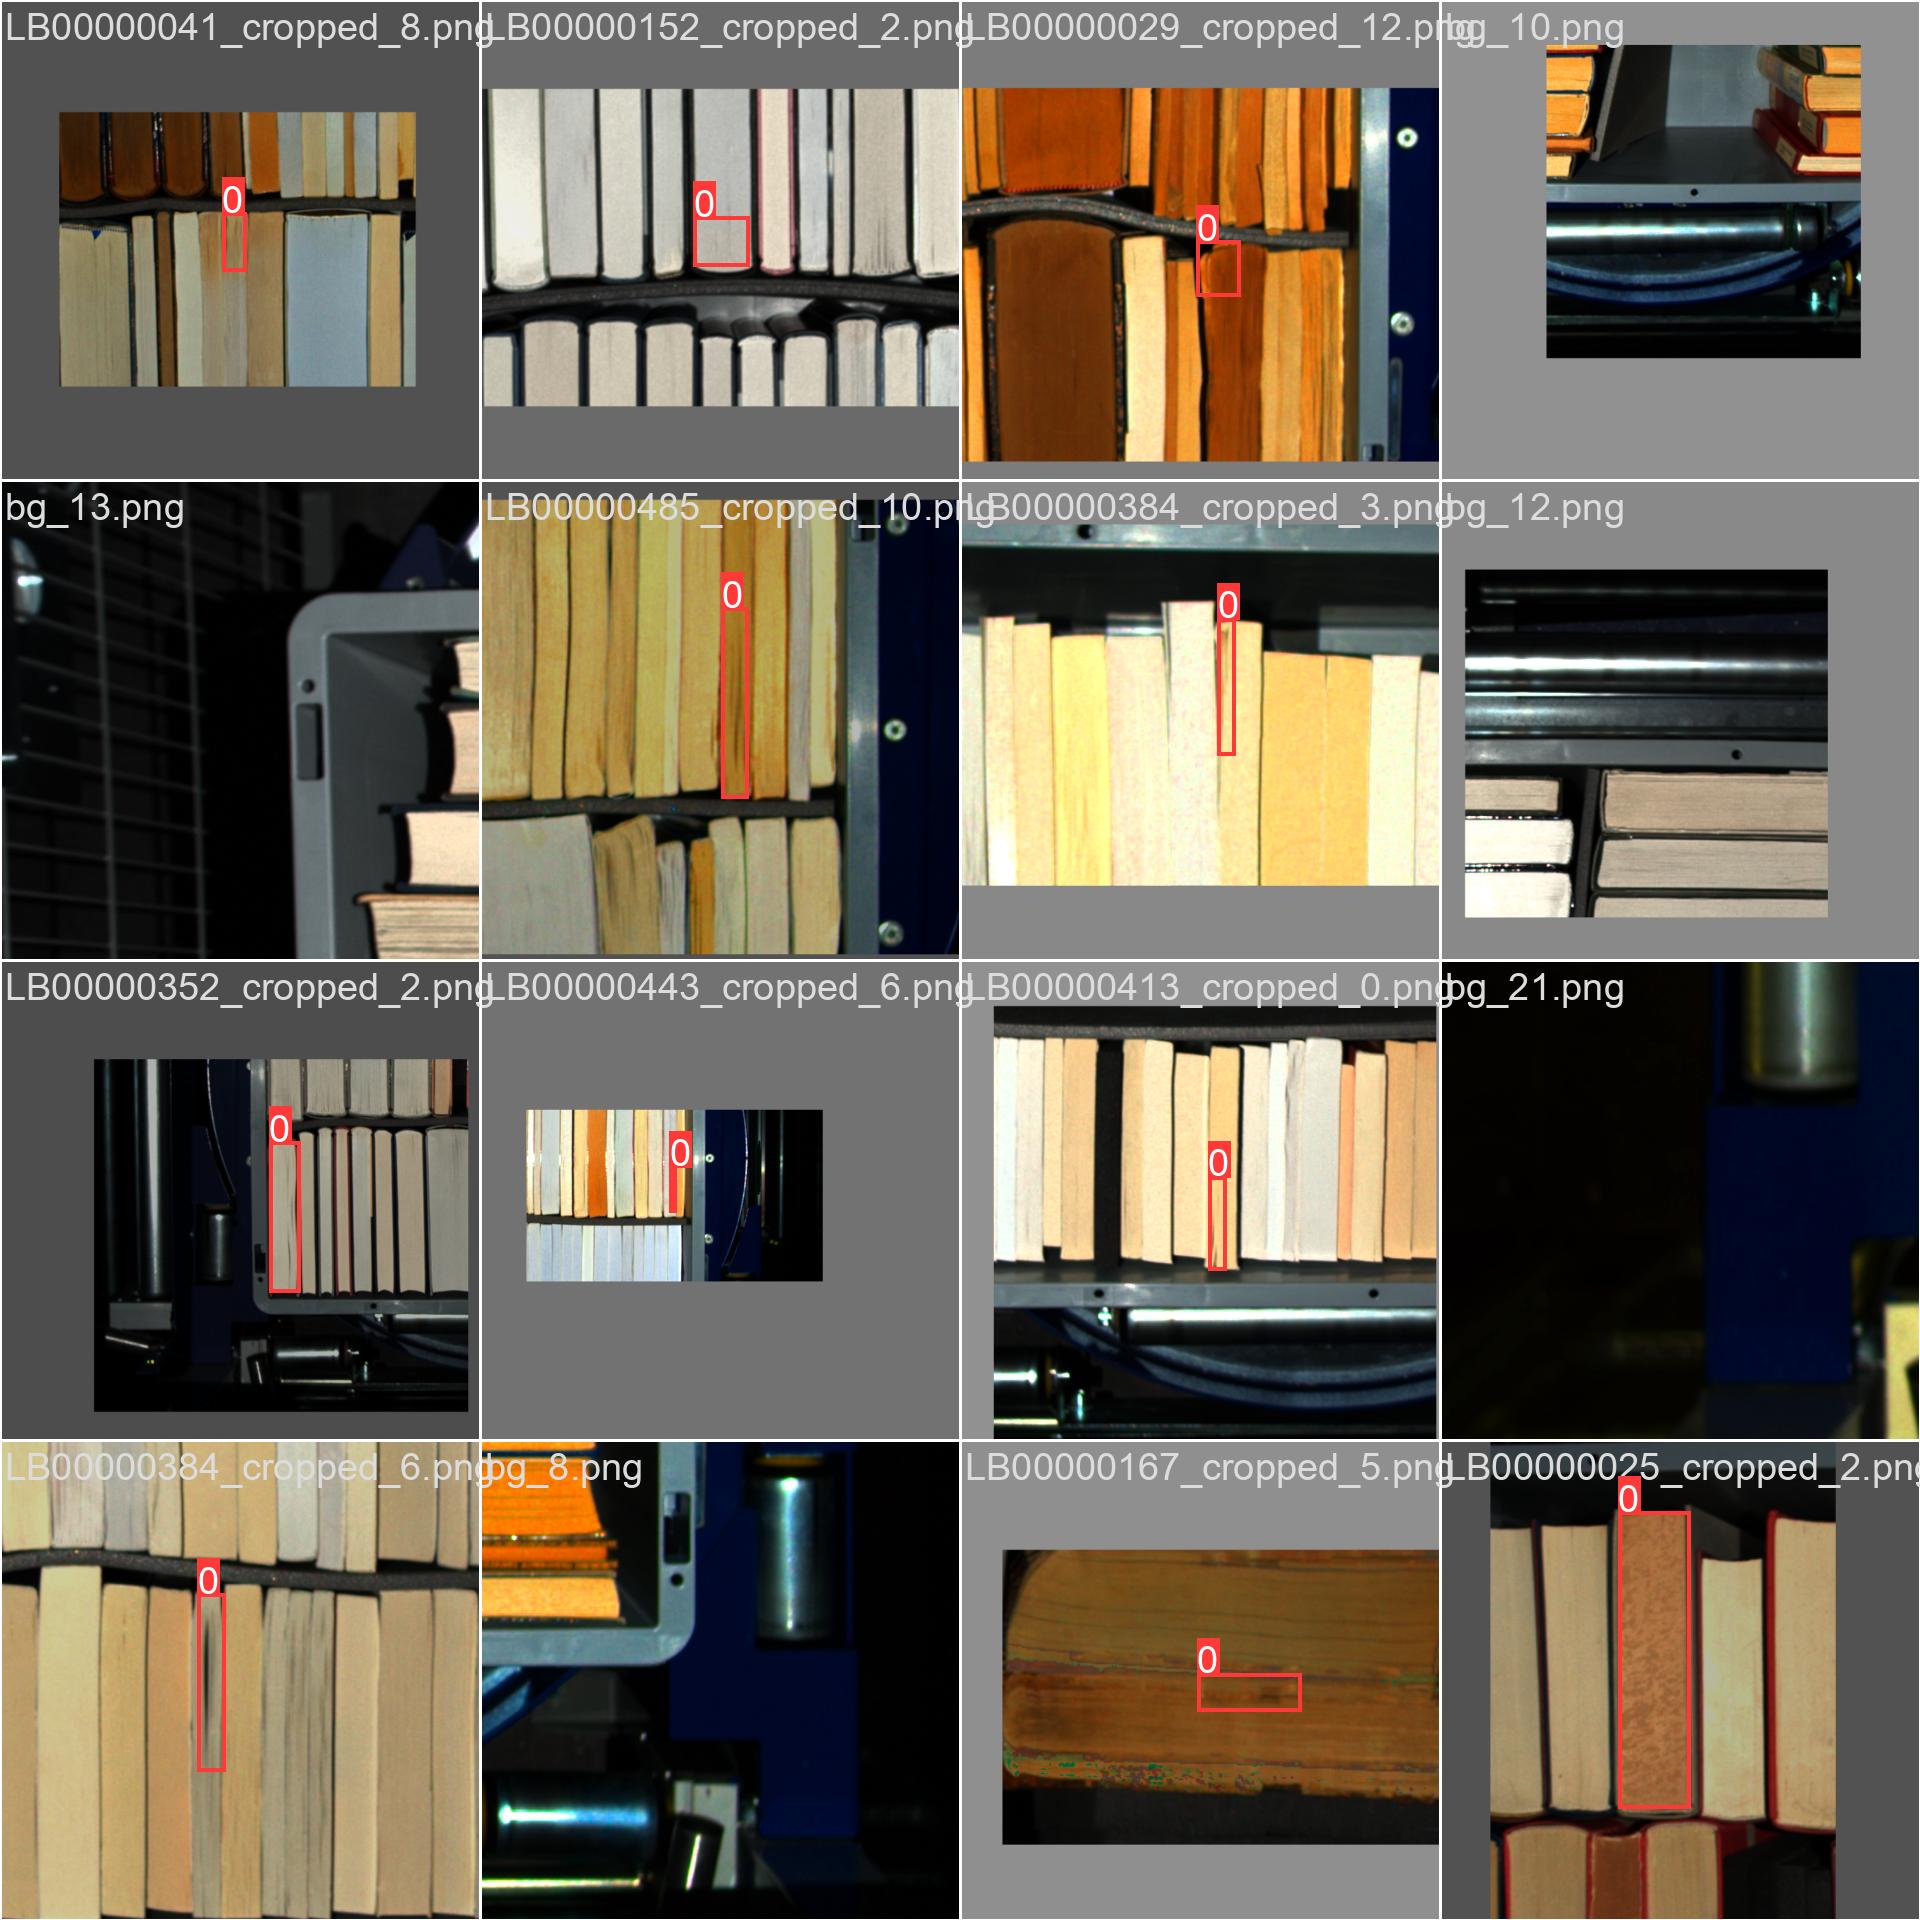 LB00000041_cropped_8.png
LB00000152_cropped_2.png
LB00000029_cropped_12.png
bg_10.png
0
0
0
bg_13.png
LB00000485_cropped_10.png
LB00000384_cropped_3.png
bg_12.png
0
0
LB00000352_cropped_2.png
LB00000443_cropped_6.png
LB00000413_cropped_0.png
bg_21.png
0
0
0
LB00000384_cropped_6.png
bg_8.png
LB00000167_cropped_5.png
LB00000025_cropped_2.png
0
0
0